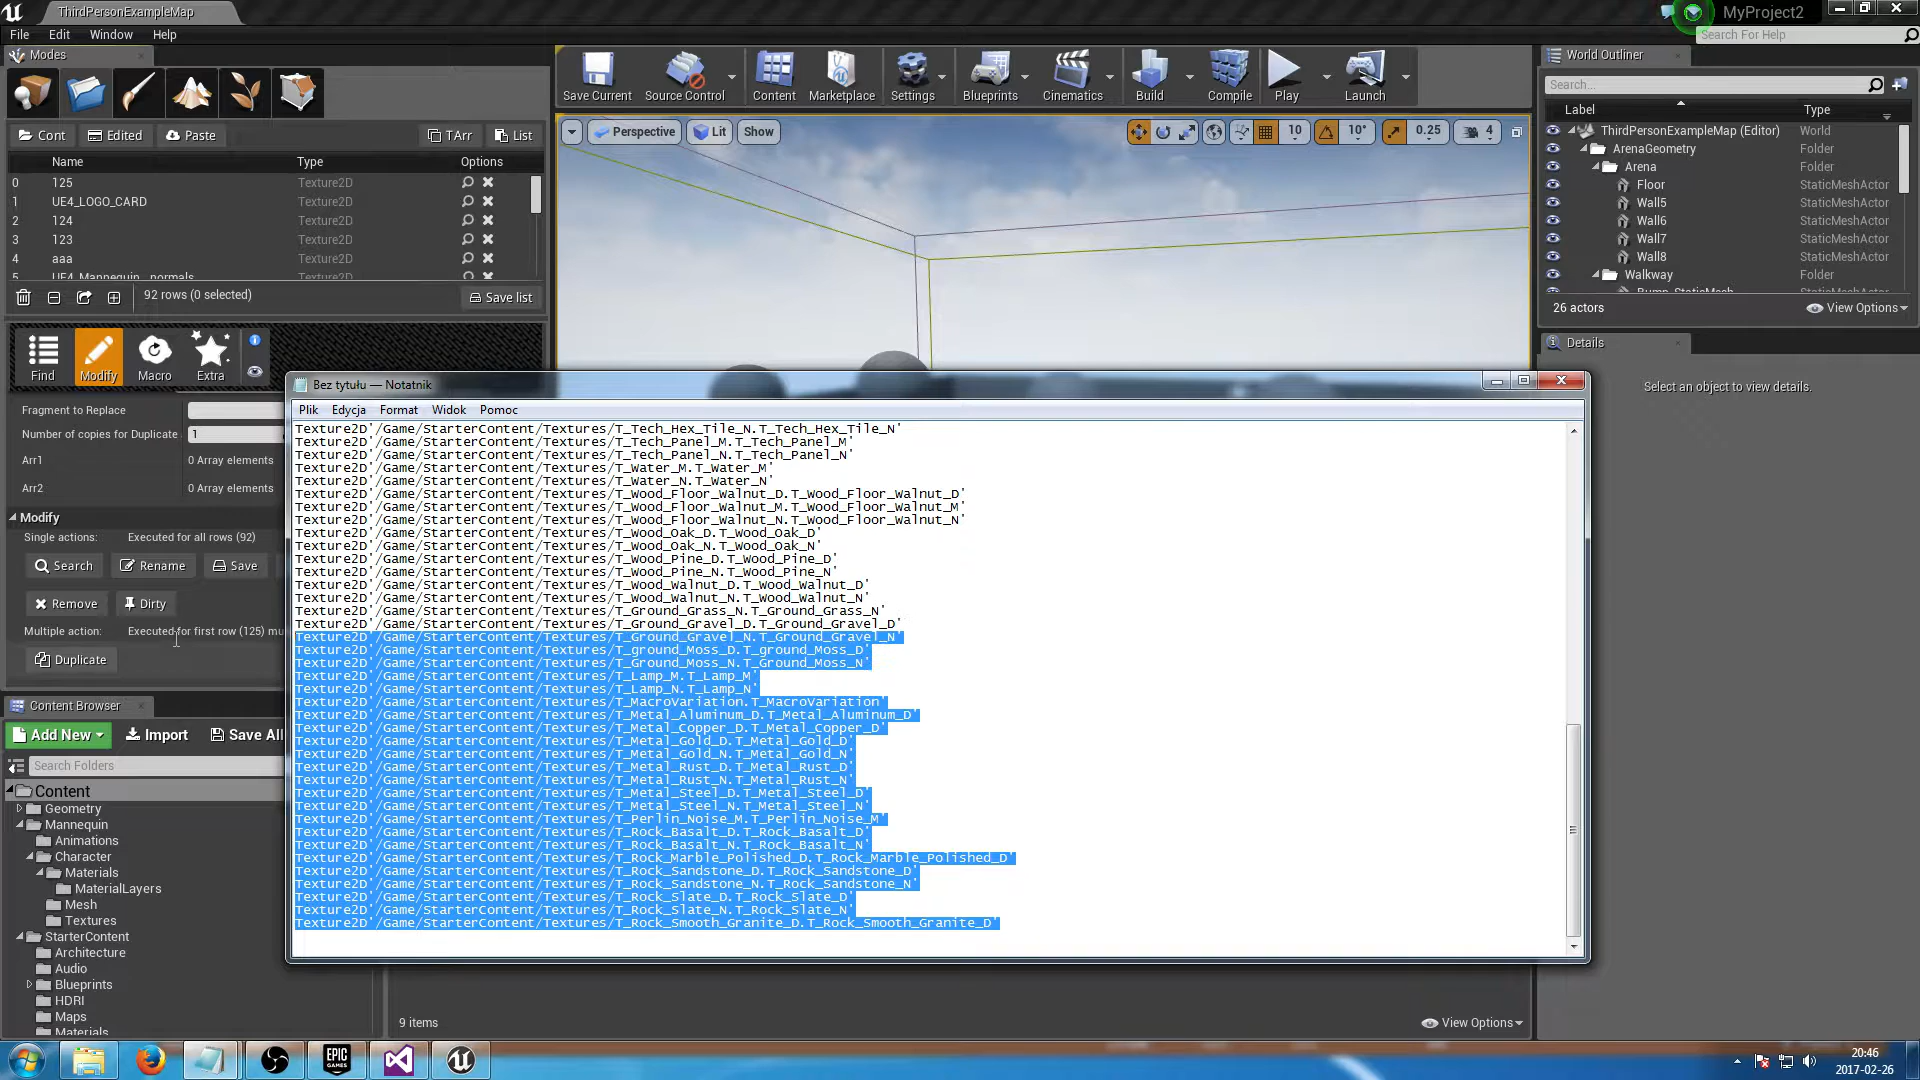 ThirdPersonExampleMap
MyProject2
File Edit Window Help
Search For Help
Modes
Cont Edited Paste TArr List
Name Type Options
0 125 Texture2D
1 UE4_LOGO_CARD Texture2D
2 124 Texture2D
3 123 Texture2D
4 aaa Texture2D
5 UE4_Mannequin__normals Texture2D
92 rows (0 selected) Save list
Find Modify Macro Extra
Fragment to Replace
Number of copies for Duplicate 1
Arr1 0 Array elements
Arr2 0 Array elements
Modify
Single actions: Executed for all rows (92)
Search Rename Save
Remove Dirty
Multiple action: Executed for first row (125) mu
Duplicate
Content Browser
Add New Import Save All
Search Folders
Content
Geometry
Mannequin
Animations
Character
Materials
MaterialLayers
Mesh
Textures
StarterContent
Architecture
Audio
Blueprints
HDRI
Maps
Materials
Save Current Source Control Content Marketplace Settings Blueprints Cinematics Build Compile Play Launch
Perspective Lit Show
10 10° 0.25 4
World Outliner
Search...
Label Type
ThirdPersonExampleMap (Editor) World
ArenaGeometry Folder
Arena Folder
Floor StaticMeshActor
Wall5 StaticMeshActor
Wall6 StaticMeshActor
Wall7 StaticMeshActor
Wall8 StaticMeshActor
Walkway Folder
Bump_StaticMesh StaticMeshActor
26 actors View Options
Details
Select an object to view details.
Bez tytułu — Notatnik
Plik Edycja Format Widok Pomoc
Texture2D'/Game/StarterContent/Textures/T_Tech_Hex_Tile_N.T_Tech_Hex_Tile_N'
Texture2D'/Game/StarterContent/Textures/T_Tech_Panel_M.T_Tech_Panel_M'
Texture2D'/Game/StarterContent/Textures/T_Tech_Panel_N.T_Tech_Panel_N'
Texture2D'/Game/StarterContent/Textures/T_Water_M.T_Water_M'
Texture2D'/Game/StarterContent/Textures/T_Water_N.T_Water_N'
Texture2D'/Game/StarterContent/Textures/T_Wood_Floor_Walnut_D.T_Wood_Floor_Walnut_D'
Texture2D'/Game/StarterContent/Textures/T_Wood_Floor_Walnut_M.T_Wood_Floor_Walnut_M'
Texture2D'/Game/StarterContent/Textures/T_Wood_Floor_Walnut_N.T_Wood_Floor_Walnut_N'
Texture2D'/Game/StarterContent/Textures/T_Wood_Oak_D.T_Wood_Oak_D'
Texture2D'/Game/StarterContent/Textures/T_Wood_Oak_N.T_Wood_Oak_N'
Texture2D'/Game/StarterContent/Textures/T_Wood_Pine_D.T_Wood_Pine_D'
Texture2D'/Game/StarterContent/Textures/T_Wood_Pine_N.T_Wood_Pine_N'
Texture2D'/Game/StarterContent/Textures/T_Wood_Walnut_D.T_Wood_Walnut_D'
Texture2D'/Game/StarterContent/Textures/T_Wood_Walnut_N.T_Wood_Walnut_N'
Texture2D'/Game/StarterContent/Textures/T_Ground_Grass_N.T_Ground_Grass_N'
Texture2D'/Game/StarterContent/Textures/T_Ground_Gravel_D.T_Ground_Gravel_D'
Texture2D'/Game/StarterContent/Textures/T_Ground_Gravel_N.T_Ground_Gravel_N'
Texture2D'/Game/StarterContent/Textures/T_ground_Moss_D.T_ground_Moss_D'
Texture2D'/Game/StarterContent/Textures/T_Ground_Moss_N.T_Ground_Moss_N'
Texture2D'/Game/StarterContent/Textures/T_Lamp_M.T_Lamp_M'
Texture2D'/Game/StarterContent/Textures/T_Lamp_N.T_Lamp_N'
Texture2D'/Game/StarterContent/Textures/T_MacroVariation.T_MacroVariation'
Texture2D'/Game/StarterContent/Textures/T_Metal_Aluminum_D.T_Metal_Aluminum_D'
Texture2D'/Game/StarterContent/Textures/T_Metal_Copper_D.T_Metal_Copper_D'
Texture2D'/Game/StarterContent/Textures/T_Metal_Gold_D.T_Metal_Gold_D'
Texture2D'/Game/StarterContent/Textures/T_Metal_Gold_N.T_Metal_Gold_N'
Texture2D'/Game/StarterContent/Textures/T_Metal_Rust_D.T_Metal_Rust_D'
Texture2D'/Game/StarterContent/Textures/T_Metal_Rust_N.T_Metal_Rust_N'
Texture2D'/Game/StarterContent/Textures/T_Metal_Steel_D.T_Metal_Steel_D'
Texture2D'/Game/StarterContent/Textures/T_Metal_Steel_N.T_Metal_Steel_N'
Texture2D'/Game/StarterContent/Textures/T_Perlin_Noise_M.T_Perlin_Noise_M'
Texture2D'/Game/StarterContent/Textures/T_Rock_Basalt_D.T_Rock_Basalt_D'
Texture2D'/Game/StarterContent/Textures/T_Rock_Basalt_N.T_Rock_Basalt_N'
Texture2D'/Game/StarterContent/Textures/T_Rock_Marble_Polished_D.T_Rock_Marble_Polished_D'
Texture2D'/Game/StarterContent/Textures/T_Rock_Sandstone_D.T_Rock_Sandstone_D'
Texture2D'/Game/StarterContent/Textures/T_Rock_Sandstone_N.T_Rock_Sandstone_N'
Texture2D'/Game/StarterContent/Textures/T_Rock_Slate_D.T_Rock_Slate_D'
Texture2D'/Game/StarterContent/Textures/T_Rock_Slate_N.T_Rock_Slate_N'
Texture2D'/Game/StarterContent/Textures/T_Rock_Smooth_Granite_D.T_Rock_Smooth_Granite_D'
9 items View Options
EPIC GAMES
20:46
2017-02-26